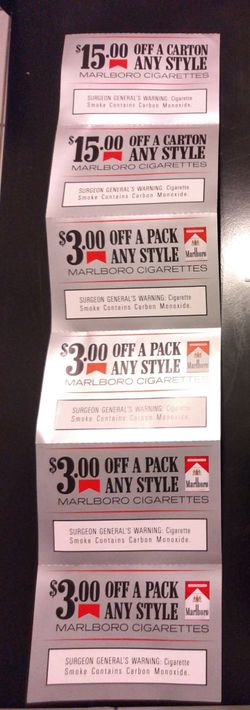 $15.00 OFF A CARTON
ANY STYLE
MARLBORO CIGARETTES
SURGEON GENERAL'S WARNING: Cigarette
Smoke Contains Carbon Monoxide.
$15.00 OFF A CARTON
ANY STYLE
MARLBORO CIGARETTES
SURGEON GENERAL'S WARNING: Cigarette
Smoke Contains Carbon Monoxide.
$3.00 OFF A PACK
ANY STYLE
Marlboro
MARLBORO CIGARETTES
SURGEON GENERAL'S WARNING: Cigarette
Smoke Contains Carbon Monoxide.
$3.00 OFF A PACK
ANY STYLE
Marlboro
MARLBORO CIGARETTES
SURGEON GENERAL'S WARNING: Cigarette
Smoke Contains Carbon Monoxide.
$3.00 OFF A PACK
ANY STYLE
Marlboro
MARLBORO CIGARETTES
SURGEON GENERAL'S WARNING: Cigarette
Smoke Contains Carbon Monoxide.
$3.00 OFF A PACK
ANY STYLE
Marlboro
MARLBORO CIGARETTES
SURGEON GENERAL'S WARNING: Cigarette
Smoke Contains Carbon Monoxide.